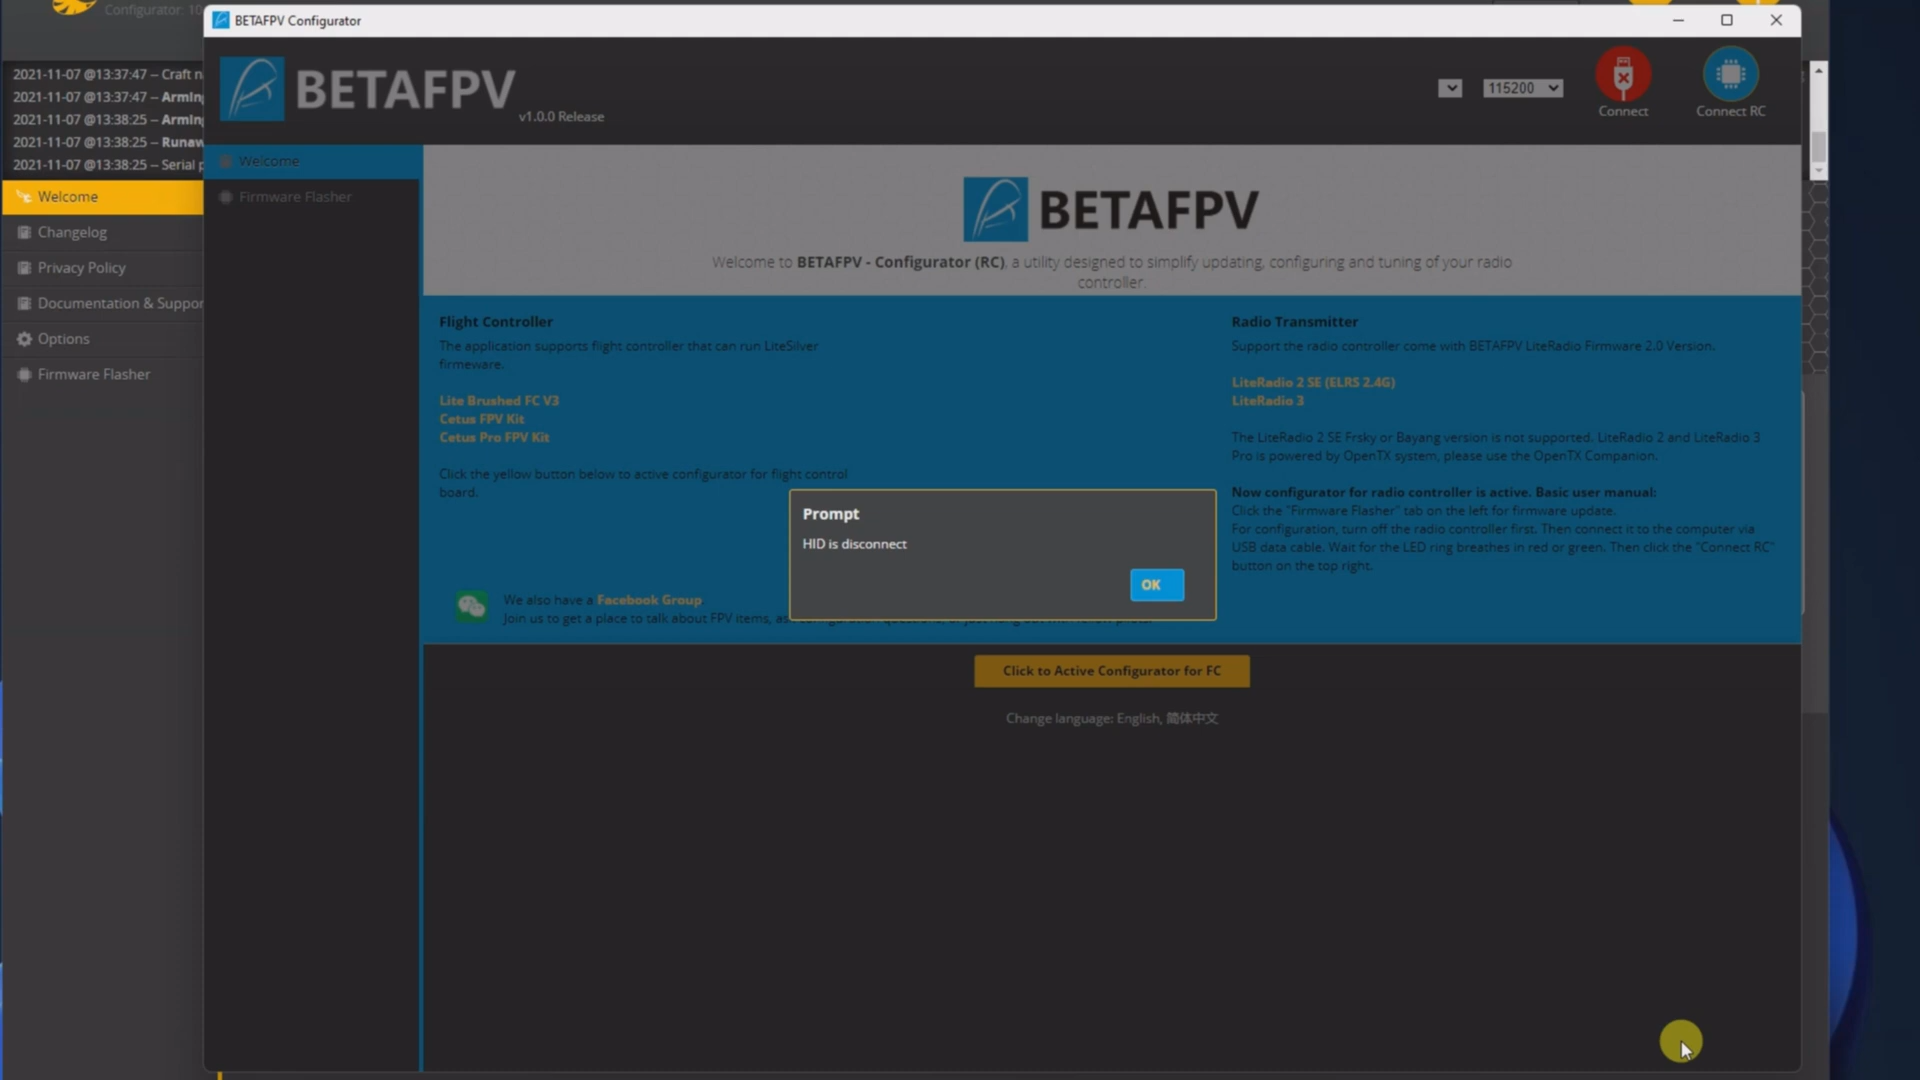 Configurator: 10
BETAFPV Configurator
2021-11-07 @13:37:47 -- Craft n
2021-11-07 @13:37:47 -- Arming
2021-11-07 @13:38:25 -- Arming
2021-11-07 @13:38:25 -- Runaw
2021-11-07 @13:38:25 -- Serial p
Welcome
Changelog
Privacy Policy
Documentation & Suppor
Options
Firmware Flasher
BETAFPV
v1.0.0 Release
115200
Connect
Connect RC
Welcome
Firmware Flasher
BETAFPV
Welcome to BETAFPV - Configurator (RC), a utility designed to simplify updating, configuring and tuning of your radio
controller.
Flight Controller
The application supports flight controller that can run LiteSilver
firmeware.
Lite Brushed FC V3
Cetus FPV Kit
Cetus Pro FPV Kit
Click the yellow button below to active configurator for flight control
board.
We also have a Facebook Group.
Join us to get a place to talk about FPV items,
Radio Transmitter
Support the radio controller come with BETAFPV LiteRadio Firmware 2.0 Version.
LiteRadio 2 SE (ELRS 2.4G)
LiteRadio 3
The LiteRadio 2 SE Frsky or Bayang version is not supported. LiteRadio 2 and LiteRadio 3
Pro is powered by OpenTX system, please use the OpenTX Companion.
Now configurator for radio controller is active. Basic user manual:
Click the "Firmware Flasher" tab on the left for firmware update.
For configuration, turn off the radio controller first. Then connect it to the computer via
USB data cable. Wait for the LED ring breathes in red or green. Then click the "Connect RC"
button on the top right.
Prompt
HID is disconnect
OK
Click to Active Configurator for FC
Change language: English, 简体中文